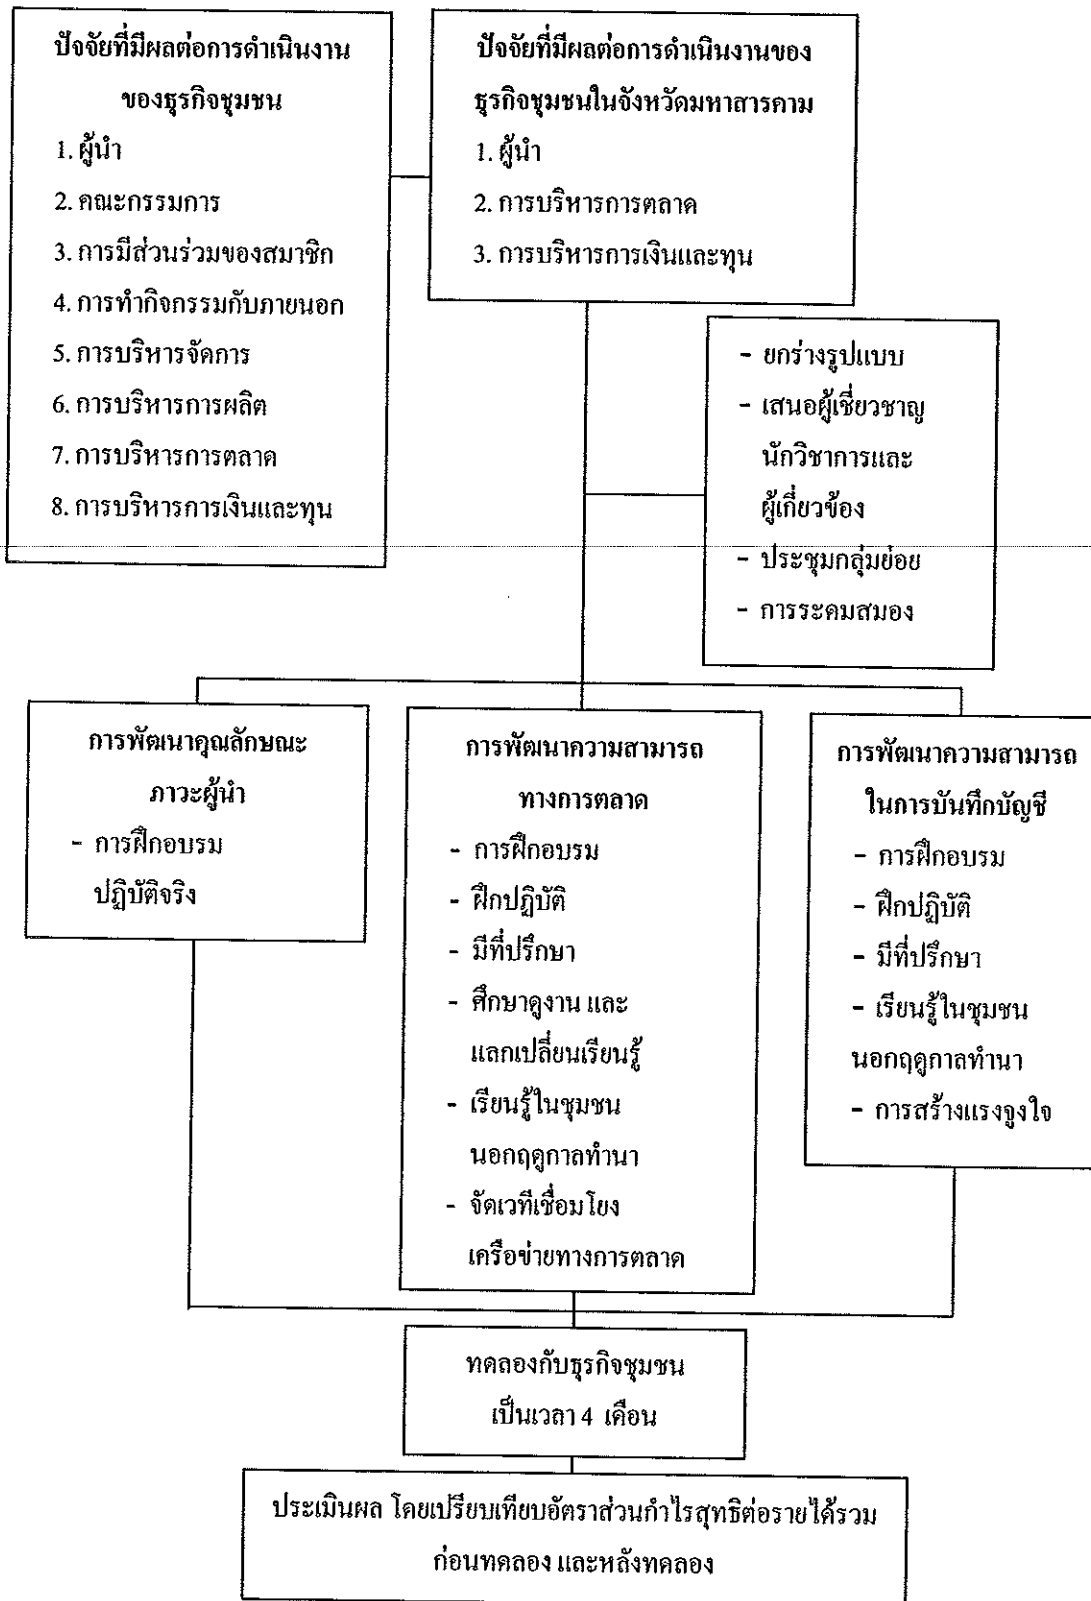 ปัจจัยที่มีผลต่อการดำเนินงาน
ของธุรกิจชุมชน
1. ผู้นำ
2. คณะกรรมการ
3. การมีส่วนร่วมของสมาชิก
4. การทำกิจกรรมกับภายนอก
5. การบริหารจัดการ
6. การบริหารการผลิต
7. การบริหารการตลาด
8. การบริหารการเงินและทุน
ปัจจัยที่มีผลต่อการดำเนินงานของ
ธุรกิจชุมชนในจังหวัดมหาสารคาม
1. ผู้นำ
2. การบริหารการตลาด
3. การบริหารการเงินและทุน
- ยกร่างรูปแบบ
- เสนอผู้เชี่ยวชาญ
นักวิชาการและ
ผู้เกี่ยวข้อง
- ประชุมกลุ่มย่อย
- การระดมสมอง
การพัฒนาคุณลักษณะ
ภาวะผู้นำ
- การฝึกอบรม
ปฏิบัติจริง
การพัฒนาความสามารถ
ทางการตลาด
- การฝึกอบรม
- ฝึกปฏิบัติ
- มีที่ปรึกษา
- ศึกษาดูงาน และ
แลกเปลี่ยนเรียนรู้
- เรียนรู้ในชุมชน
นอกฤดูกาลทำนา
- จัดเวทีเชื่อมโยง
เครือข่ายทางการตลาด
การพัฒนาความสามารถ
ในการบันทึกบัญชี
- การฝึกอบรม
- ฝึกปฏิบัติ
- มีที่ปรึกษา
- เรียนรู้ในชุมชน
นอกฤดูกาลทำนา
- การสร้างแรงจูงใจ
ทดลองกับธุรกิจชุมชน
เป็นเวลา 4 เดือน
ประเมินผล โดยเปรียบเทียบอัตราส่วนกำไรสุทธิต่อรายได้รวม
ก่อนทดลอง และหลังทดลอง